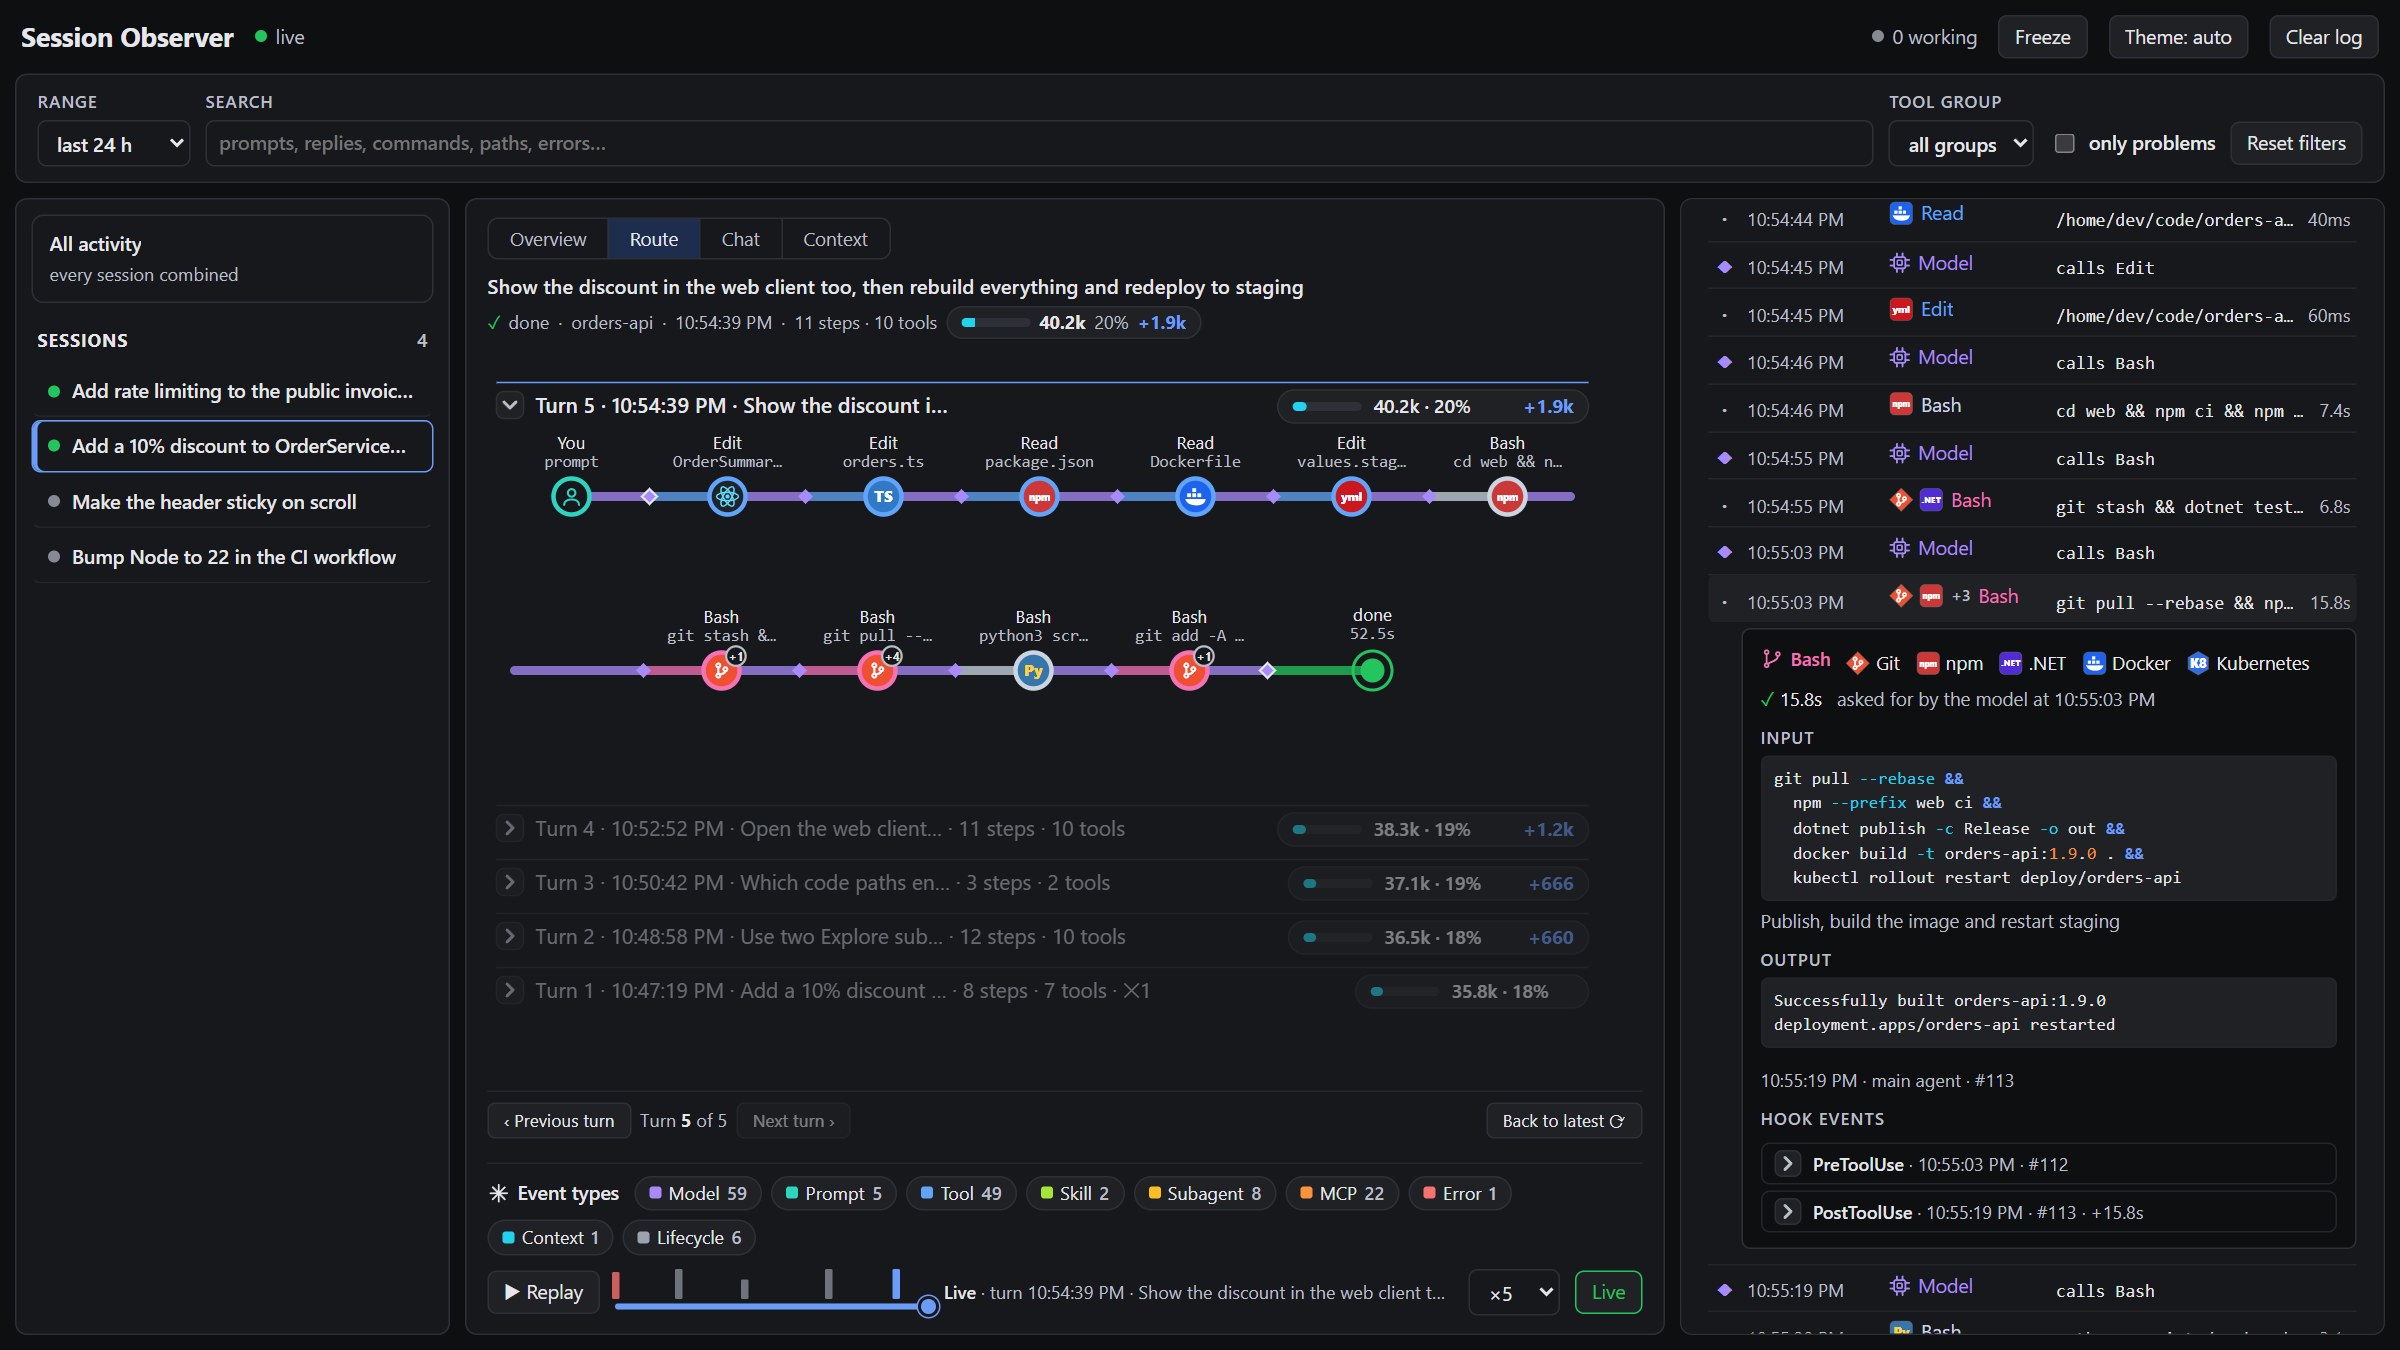 Session Observer
live
0 working
Freeze
Theme: auto
Clear log
RANGE
SEARCH
TOOL GROUP
last 24 h
prompts, replies, commands, paths, errors...
all groups
only problems
Reset filters
All activity
every session combined
SESSIONS 4
Add rate limiting to the public invoic...
Add a 10% discount to OrderService...
Make the header sticky on scroll
Bump Node to 22 in the CI workflow
Overview
Route
Chat
Context
Show the discount in the web client too, then rebuild everything and redeploy to staging
✓ done · orders-api · 10:54:39 PM · 11 steps · 10 tools 40.2k 20% +1.9k
Turn 5 · 10:54:39 PM · Show the discount i... 40.2k · 20% +1.9k
You Edit Edit Read Read Edit Bash
prompt OrderSummar… orders.ts package.json Dockerfile values.stag… cd web && n…
TS npm yml npm
Bash Bash Bash Bash done
git stash &… git pull --… python3 scr… git add -A … 52.5s
+1 +4 Py +1
Turn 4 · 10:52:52 PM · Open the web client... · 11 steps · 10 tools 38.3k · 19% +1.2k
Turn 3 · 10:50:42 PM · Which code paths en... · 3 steps · 2 tools 37.1k · 19% +666
Turn 2 · 10:48:58 PM · Use two Explore sub... · 12 steps · 10 tools 36.5k · 18% +660
Turn 1 · 10:47:19 PM · Add a 10% discount ... · 8 steps · 7 tools · ✕1 35.8k · 18%
‹ Previous turn
Turn 5 of 5
Next turn ›
Back to latest ⟳
Event types
Model 59
Prompt 5
Tool 49
Skill 2
Subagent 8
MCP 22
Error 1
Context 1
Lifecycle 6
▶ Replay
Live · turn 10:54:39 PM · Show the discount in the web client t...
×5
Live
10:54:44 PM Read /home/dev/code/orders-a… 40ms
10:54:45 PM Model calls Edit
10:54:45 PM yml Edit /home/dev/code/orders-a… 60ms
10:54:46 PM Model calls Bash
10:54:46 PM npm Bash cd web && npm ci && npm … 7.4s
10:54:55 PM Model calls Bash
10:54:55 PM .NET Bash git stash && dotnet test… 6.8s
10:55:03 PM Model calls Bash
10:55:03 PM npm +3 Bash git pull --rebase && np… 15.8s
Bash Git npm npm .NET .NET Docker K8 Kubernetes
✓ 15.8s asked for by the model at 10:55:03 PM
INPUT
git pull --rebase &&
npm --prefix web ci &&
dotnet publish -c Release -o out &&
docker build -t orders-api:1.9.0 . &&
kubectl rollout restart deploy/orders-api
Publish, build the image and restart staging
OUTPUT
Successfully built orders-api:1.9.0
deployment.apps/orders-api restarted
10:55:19 PM · main agent · #113
HOOK EVENTS
PreToolUse · 10:55:03 PM · #112
PostToolUse · 10:55:19 PM · #113 · +15.8s
10:55:19 PM Model calls Bash
Py Bash